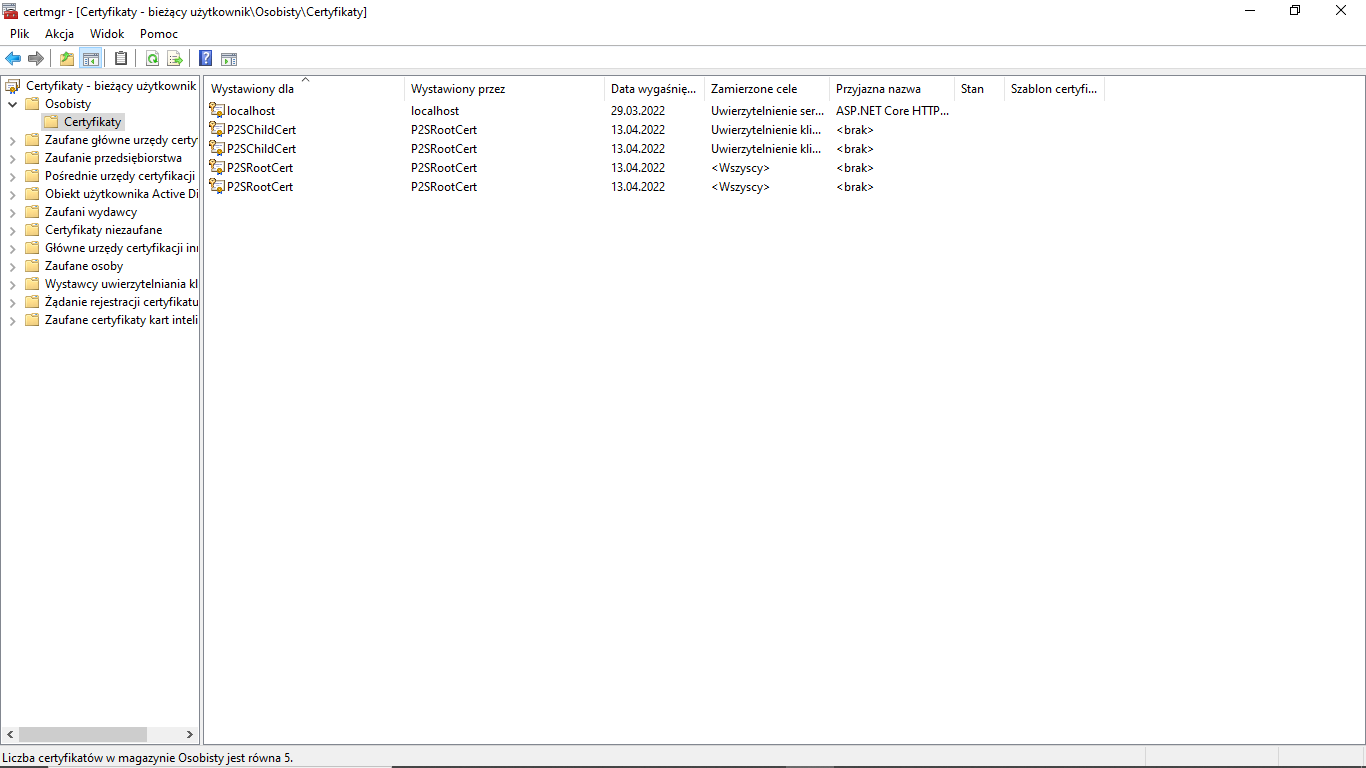 certmgr - [Certyfikaty - bieżący użytkownik\Osobisty\Certyfikaty]
Plik Akcja Widok Pomoc
Certyfikaty - bieżący użytkownik
Osobisty
Certyfikaty
Zaufane główne urzędy certy
Zaufanie przedsiębiorstwa
Pośrednie urzędy certyfikacji
Obiekt użytkownika Active Di
Zaufani wydawcy
Certyfikaty niezaufane
Główne urzędy certyfikacji inn
Zaufane osoby
Wystawcy uwierzytelniania kl
Żądanie rejestracji certyfikatu
Zaufane certyfikaty kart inteli
Wystawiony dla Wystawiony przez Data wygaśnię... Zamierzone cele Przyjazna nazwa Stan Szablon certyfi...
localhost localhost 29.03.2022 Uwierzytelnienie ser... ASP.NET Core HTTP...
P2SChildCert P2SRootCert 13.04.2022 Uwierzytelnienie kli... <brak>
P2SChildCert P2SRootCert 13.04.2022 Uwierzytelnienie kli... <brak>
P2SRootCert P2SRootCert 13.04.2022 <Wszyscy> <brak>
P2SRootCert P2SRootCert 13.04.2022 <Wszyscy> <brak>
Liczba certyfikatów w magazynie Osobisty jest równa 5.